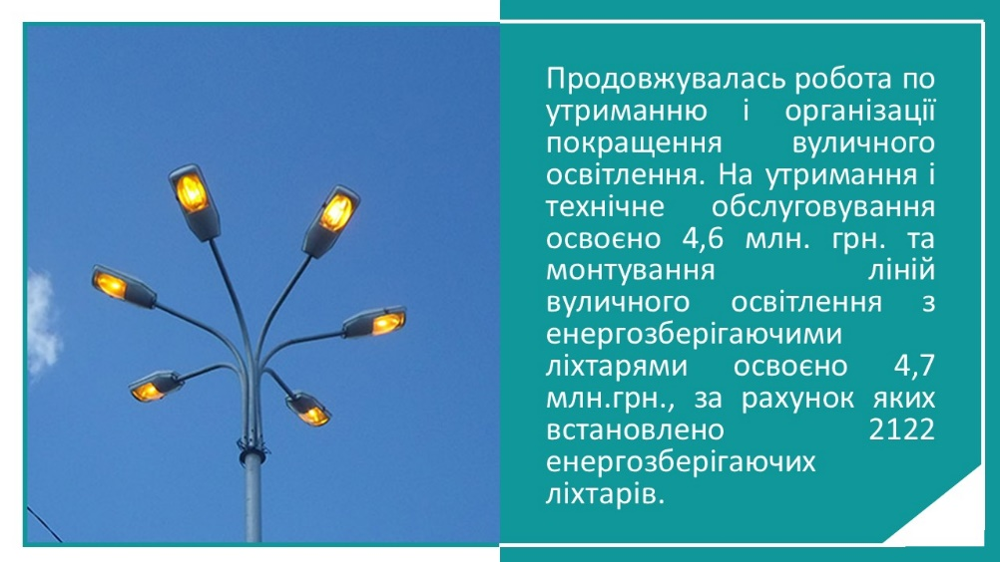 Продовжувалась робота по
утриманню і організації
покращення вуличного
освітлення. На утримання і
технічне обслуговування
освоєно 4,6 млн. грн. та
монтування ліній
вуличного освітлення з
енергозберігаючими
ліхтарями освоєно 4,7
млн.грн., за рахунок яких
встановлено 2122
енергозберігаючих
ліхтарів.